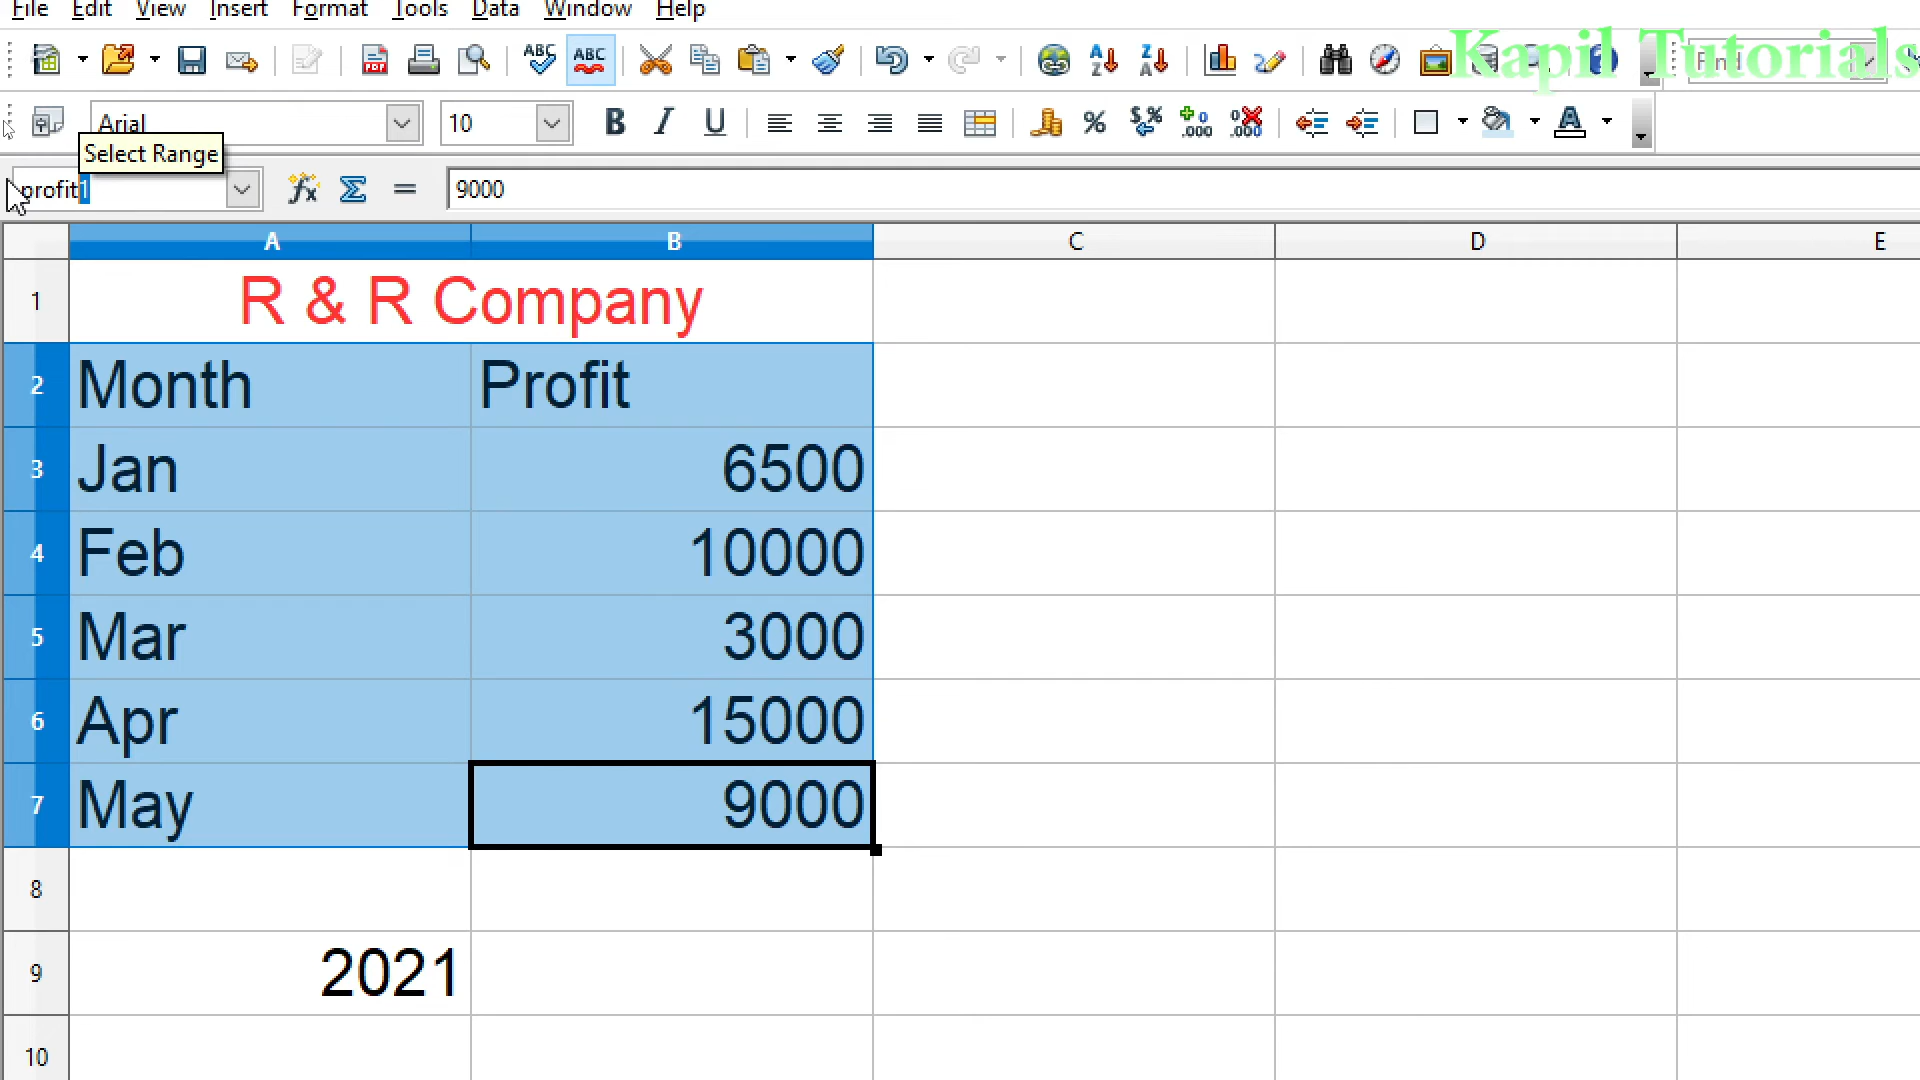 File Edit View Insert Format Tools Data Window Help
Kapil Tutorials
Find
Arial 10
Select Range
profit1 9000
A B C D E
1 R & R Company
2 Month Profit
3 Jan 6500
4 Feb 10000
5 Mar 3000
6 Apr 15000
7 May 9000
8
9 2021
10